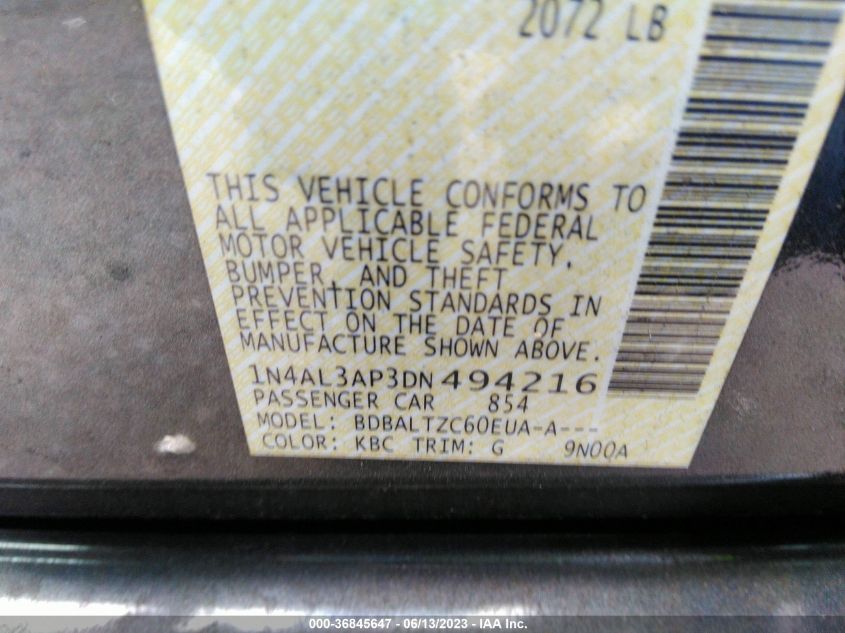 2072 LB
THIS VEHICLE CONFORMS TO
ALL APPLICABLE FEDERAL
MOTOR VEHICLE SAFETY,
BUMPER, AND THEFT
PREVENTION STANDARDS IN
EFFECT ON THE DATE OF
MANUFACTURE SHOWN ABOVE.
1N4AL3AP3DN494216
PASSENGER CAR 854
MODEL: BDBALTZC60EUA-A---
COLOR: KBC TRIM: G 9N00A
000-36845647 - 06/13/2023 - IAA Inc.